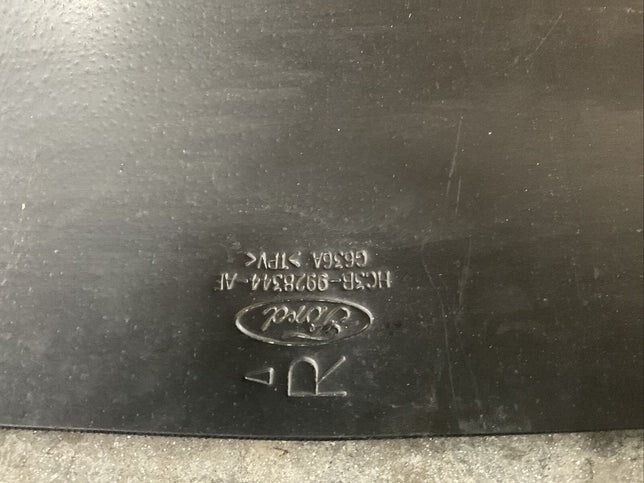 R
Ford
HC3B-9928344-AF
G636A >TPV<